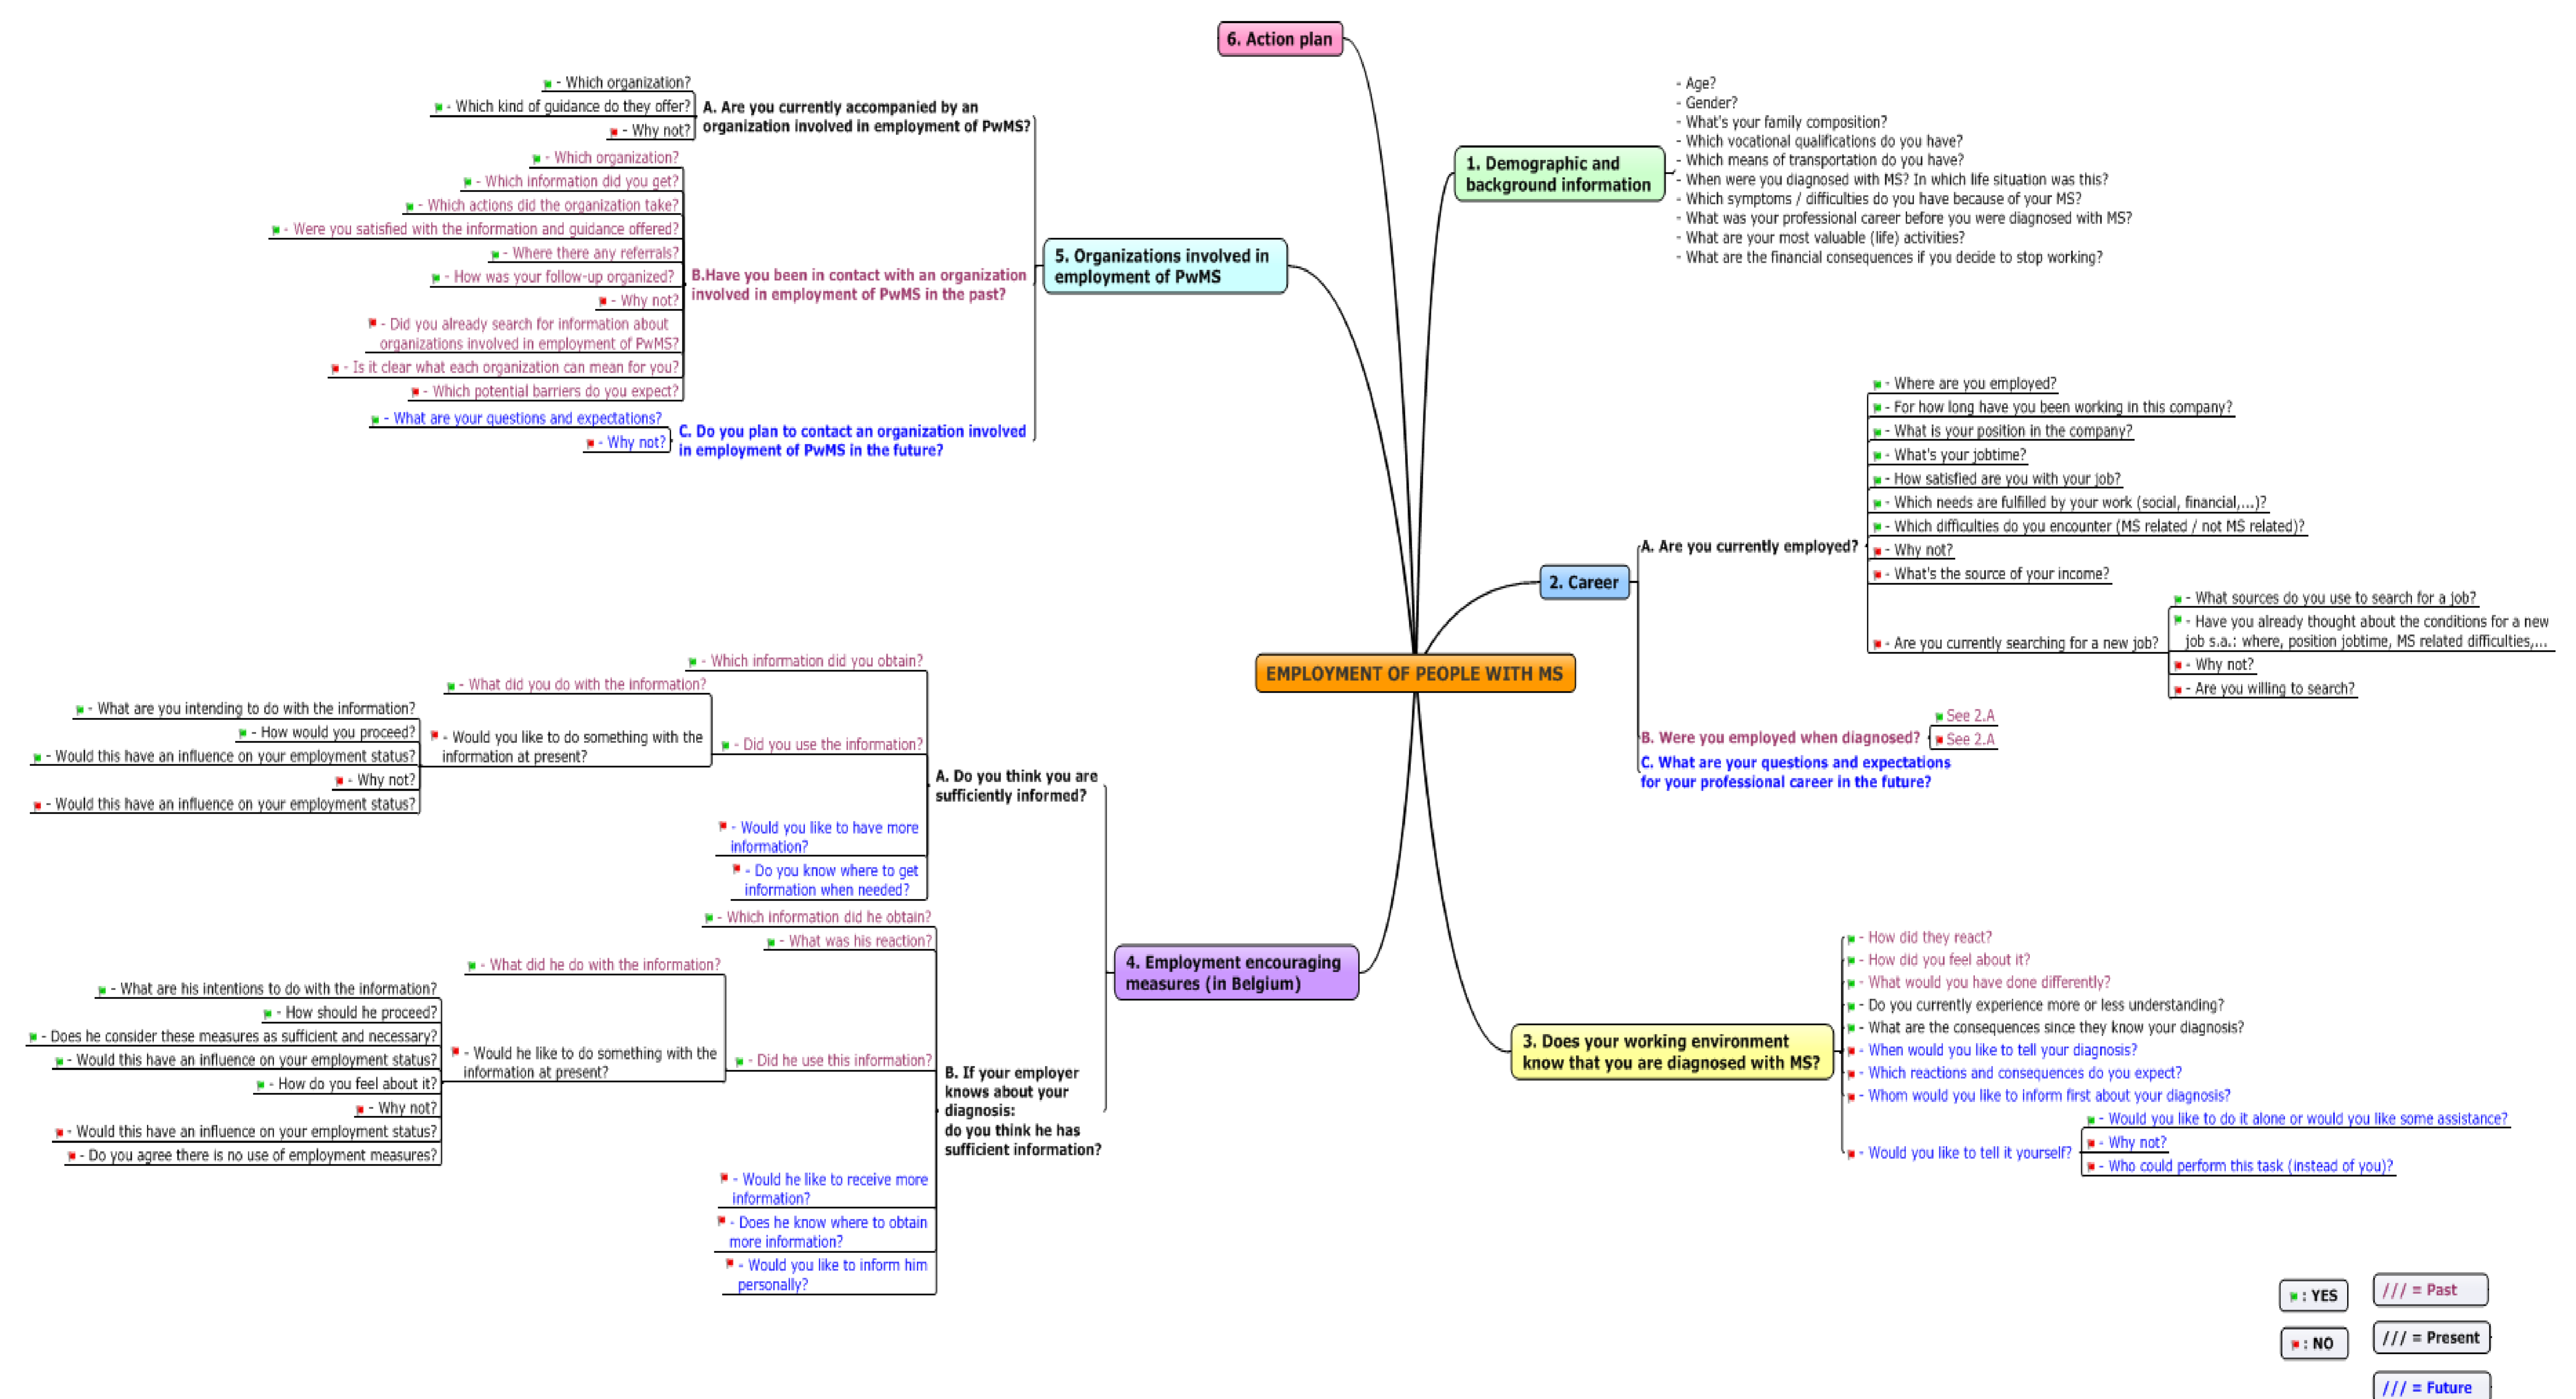 6. Action plan
- Which organization?
- Which kind of guidance do they offer?
- Why not?
A. Are you currently accompanied by an
organization involved in employment of PwMS?
- Which organization?
- Which information did you get?
- Which actions did the organization take?
- Were you satisfied with the information and guidance offered?
- Where there any referrals?
- How was your follow-up organized?
- Why not?
- Did you already search for information about
organizations involved in employment of PwMS?
- Is it clear what each organization can mean for you?
- Which potential barriers do you expect?
B.Have you been in contact with an organization
involved in employment of PwMS in the past?
- What are your questions and expectations?
- Why not?
C. Do you plan to contact an organization involved
in employment of PwMS in the future?
5. Organizations involved in
employment of PwMS
1. Demographic and
background information
- Age?
- Gender?
- What's your family composition?
- Which vocational qualifications do you have?
- Which means of transportation do you have?
- When were you diagnosed with MS? In which life situation was this?
- Which symptoms / difficulties do you have because of your MS?
- What was your professional career before you were diagnosed with MS?
- What are your most valuable (life) activities?
- What are the financial consequences if you decide to stop working?
2. Career
A. Are you currently employed?
- Where are you employed?
- For how long have you been working in this company?
- What is your position in the company?
- What's your jobtime?
- How satisfied are you with your job?
- Which needs are fulfilled by your work (social, financial,...)?
- Which difficulties do you encounter (MS related / not MS related)?
- Why not?
- What's the source of your income?
- Are you currently searching for a new job?
- What sources do you use to search for a job?
- Have you already thought about the conditions for a new
job s.a.: where, position jobtime, MS related difficulties,...
- Why not?
- Are you willing to search?
B. Were you employed when diagnosed?
See 2.A
See 2.A
C. What are your questions and expectations
for your professional career in the future?
EMPLOYMENT OF PEOPLE WITH MS
- Which information did you obtain?
- What did you do with the information?
- What are you intending to do with the information?
- How would you proceed?
- Would this have an influence on your employment status?
- Why not?
- Would this have an influence on your employment status?
- Would you like to do something with the
information at present?
- Did you use the information?
A. Do you think you are
sufficiently informed?
- Would you like to have more
information?
- Do you know where to get
information when needed?
- Which information did he obtain?
- What was his reaction?
- What did he do with the information?
- What are his intentions to do with the information?
- How should he proceed?
- Does he consider these measures as sufficient and necessary?
- Would this have an influence on your employment status?
- How do you feel about it?
- Why not?
- Would this have an influence on your employment status?
- Do you agree there is no use of employment measures?
- Would he like to do something with the
information at present?
- Did he use this information?
B. If your employer
knows about your
diagnosis:
do you think he has
sufficient information?
- Would he like to receive more
information?
- Does he know where to obtain
more information?
- Would you like to inform him
personally?
4. Employment encouraging
measures (in Belgium)
3. Does your working environment
know that you are diagnosed with MS?
- How did they react?
- How did you feel about it?
- What would you have done differently?
- Do you currently experience more or less understanding?
- What are the consequences since they know your diagnosis?
- When would you like to tell your diagnosis?
- Which reactions and consequences do you expect?
- Whom would you like to inform first about your diagnosis?
- Would you like to tell it yourself?
- Would you like to do it alone or would you like some assistance?
- Why not?
- Who could perform this task (instead of you)?
: YES
: NO
/// = Past
/// = Present
/// = Future